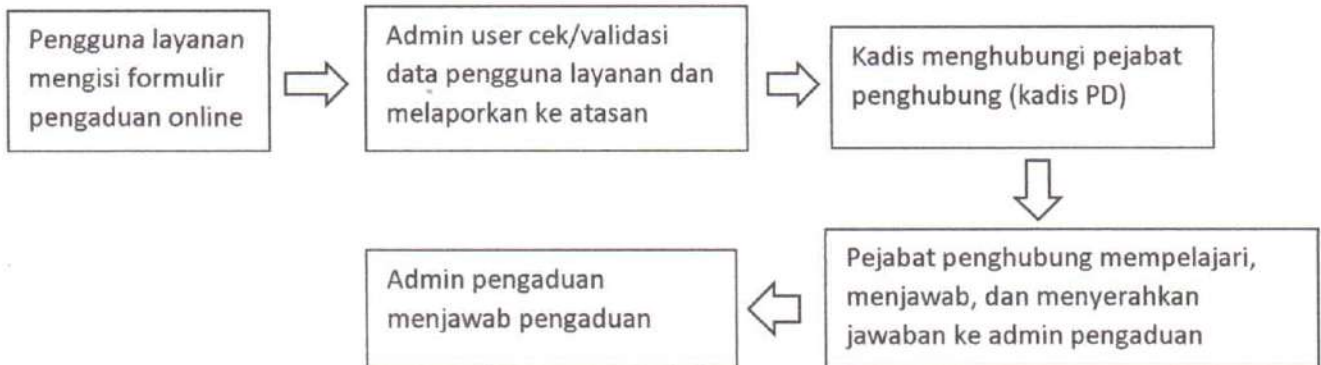 Pengguna layanan
mengisi formulir
pengaduan online
Admin user cek/validasi
data pengguna layanan dan
melaporkan ke atasan
Kadis menghubungi pejabat
penghubung (kadis PD)
Pejabat penghubung mempelajari,
menjawab, dan menyerahkan
jawaban ke admin pengaduan
Admin pengaduan
menjawab pengaduan